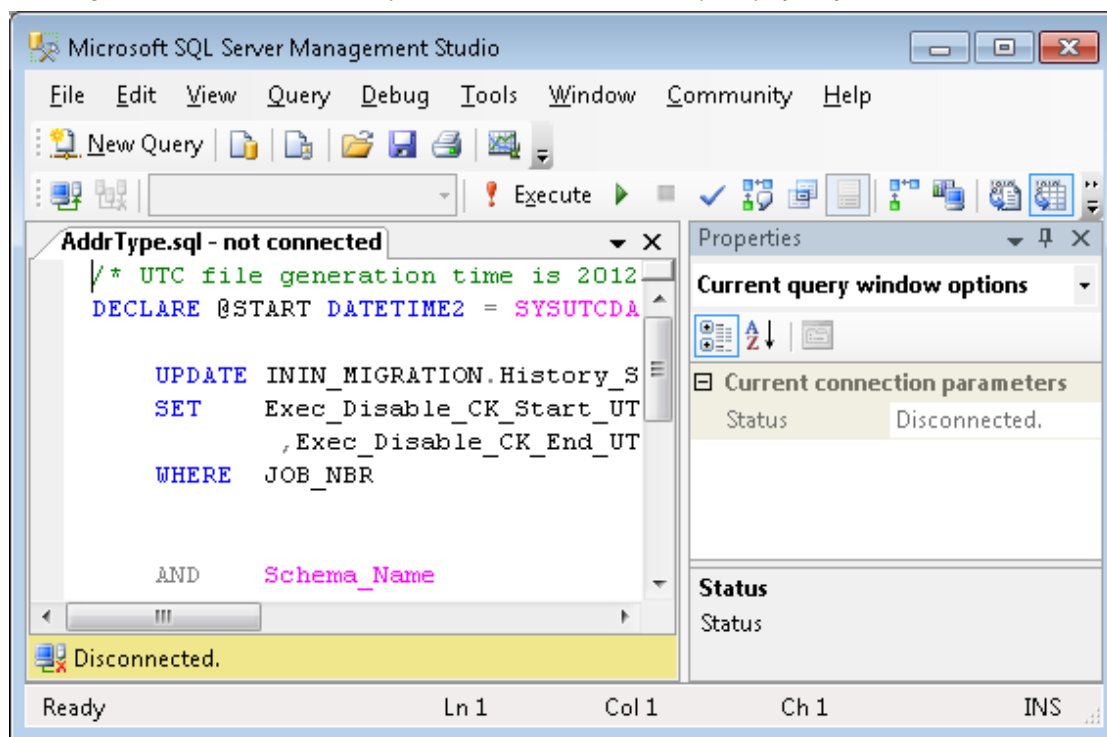 Microsoft SQL Server Management Studio
File Edit View Query Debug Tools Window Community Help
New Query
Execute
AddrType.sql - not connected
/* UTC file generation time is 2012
DECLARE @START DATETIME2 = SYSUTCDA
UPDATE ININ_MIGRATION.History_S
SET Exec_Disable_CK_Start_UT
,Exec_Disable_CK_End_UT
WHERE JOB_NBR
AND Schema_Name
Disconnected.
Properties
Current query window options
Current connection parameters
Status Disconnected.
Status
Status
Ready Ln 1 Col 1 Ch 1 INS